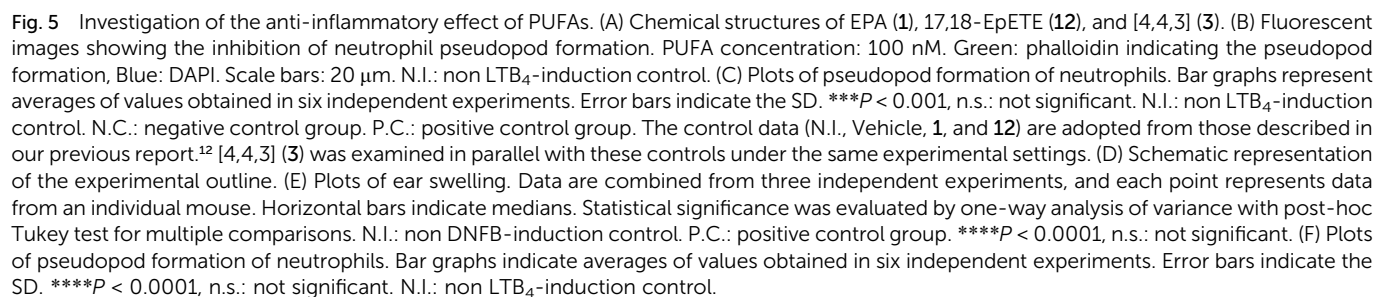 Fig. 5 Investigation of the anti-inflammatory effect of PUFAs. (A) Chemical structures of EPA (1), 17,18-EpETE (12), and [4,4,3] (3). (B) Fluorescent
images showing the inhibition of neutrophil pseudopod formation. PUFA concentration: 100 nM. Green: phalloidin indicating the pseudopod
formation, Blue: DAPI. Scale bars: 20 μm. N.I.: non LTB₄-induction control. (C) Plots of pseudopod formation of neutrophils. Bar graphs represent
averages of values obtained in six independent experiments. Error bars indicate the SD. ***P < 0.001, n.s.: not significant. N.I.: non LTB₄-induction
control. N.C.: negative control group. P.C.: positive control group. The control data (N.I., Vehicle, 1, and 12) are adopted from those described in
our previous report.¹² [4,4,3] (3) was examined in parallel with these controls under the same experimental settings. (D) Schematic representation
of the experimental outline. (E) Plots of ear swelling. Data are combined from three independent experiments, and each point represents data
from an individual mouse. Horizontal bars indicate medians. Statistical significance was evaluated by one-way analysis of variance with post-hoc
Tukey test for multiple comparisons. N.I.: non DNFB-induction control. P.C.: positive control group. ****P < 0.0001, n.s.: not significant. (F) Plots
of pseudopod formation of neutrophils. Bar graphs indicate averages of values obtained in six independent experiments. Error bars indicate the
SD. ****P < 0.0001, n.s.: not significant. N.I.: non LTB₄-induction control.